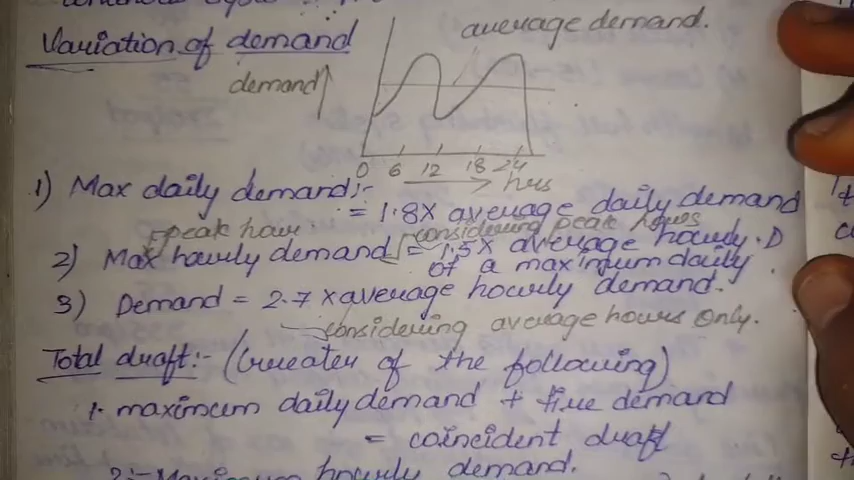 Variation of demand
average demand.
demand
0 6 12 18 24
hrs
1) Max daily demand:-
= 1.8 x average daily demand
peak hour
considering peak hours
2) Max hourly demand = 1.5 x average hourly D
of a maximum daily.
3) Demand = 2.7 x average hourly demand.
considering average hours only.
Total draft:- (Greater of the following)
1. maximum daily demand + fire demand
= coincident draft
2:- Maximum hourly demand.